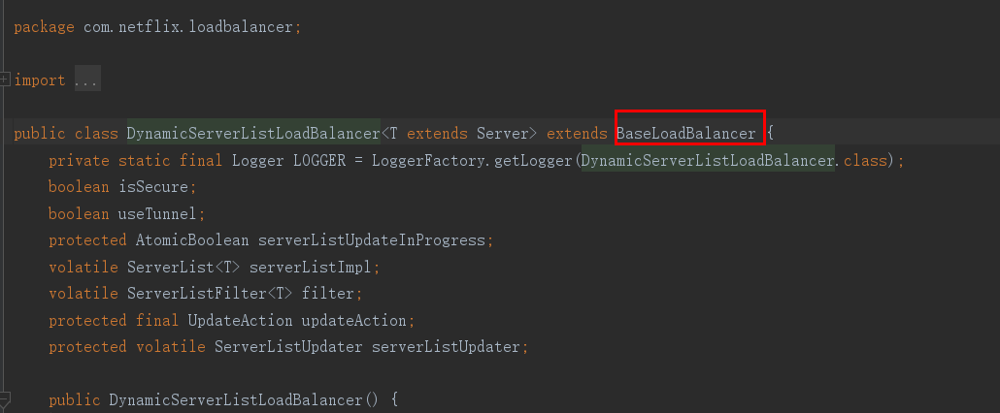 package com.netflix.loadbalancer;
import ...
public class DynamicServerListLoadBalancer<T extends Server> extends BaseLoadBalancer {
private static final Logger LOGGER = LoggerFactory.getLogger(DynamicServerListLoadBalancer.class);
boolean isSecure;
boolean useTunnel;
protected AtomicBoolean serverListUpdateInProgress;
volatile ServerList<T> serverListImpl;
volatile ServerListFilter<T> filter;
protected final UpdateAction updateAction;
protected volatile ServerListUpdater serverListUpdater;
public DynamicServerListLoadBalancer() {